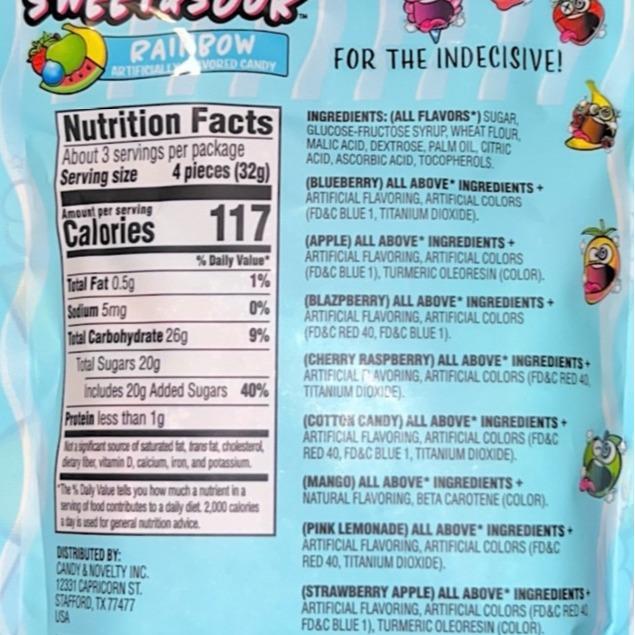 SWEET & SOUR™
RAINBOW
ARTIFICIALLY FLAVORED CANDY
FOR THE INDECISIVE!
Nutrition Facts
About 3 servings per package
Serving size 4 pieces (32g)
Amount per serving
Calories 117
% Daily Value*
Total Fat 0.5g 1%
Sodium 5mg 0%
Total Carbohydrate 26g 9%
Total Sugars 20g
Includes 20g Added Sugars 40%
Protein less than 1g
Not a significant source of saturated fat, trans fat, cholesterol,
dietary fiber, vitamin D, calcium, iron, and potassium.
*The % Daily Value tells you how much a nutrient in a
serving of food contributes to a daily diet. 2,000 calories
a day is used for general nutrition advice.
DISTRIBUTED BY:
CANDY & NOVELTY INC.
12331 CAPRICORN ST.
STAFFORD, TX 77477
USA
INGREDIENTS: (ALL FLAVORS*) SUGAR,
GLUCOSE-FRUCTOSE SYRUP, WHEAT FLOUR,
MALIC ACID, DEXTROSE, PALM OIL, CITRIC
ACID, ASCORBIC ACID, TOCOPHEROLS.
(BLUEBERRY) ALL ABOVE* INGREDIENTS +
ARTIFICIAL FLAVORING, ARTIFICIAL COLORS
(FD&C BLUE 1, TITANIUM DIOXIDE).
(APPLE) ALL ABOVE* INGREDIENTS +
ARTIFICIAL FLAVORING, ARTIFICIAL COLORS
(FD&C BLUE 1), TURMERIC OLEORESIN (COLOR).
(BLAZPBERRY) ALL ABOVE* INGREDIENTS +
ARTIFICIAL FLAVORING, ARTIFICIAL COLORS
(FD&C RED 40, FD&C BLUE 1).
(CHERRY RASPBERRY) ALL ABOVE* INGREDIENTS +
ARTIFICIAL FLAVORING, ARTIFICIAL COLORS (FD&C RED 40,
TITANIUM DIOXIDE).
(COTTON CANDY) ALL ABOVE* INGREDIENTS +
ARTIFICIAL FLAVORING, ARTIFICIAL COLORS (FD&C
RED 40, FD&C BLUE 1, TITANIUM DIOXIDE).
(MANGO) ALL ABOVE* INGREDIENTS +
NATURAL FLAVORING, BETA CAROTENE (COLOR).
(PINK LEMONADE) ALL ABOVE* INGREDIENTS +
ARTIFICIAL FLAVORING, ARTIFICIAL COLORS (FD&C
RED 40, TITANIUM DIOXIDE).
(STRAWBERRY APPLE) ALL ABOVE* INGREDIENTS +
ARTIFICIAL FLAVORING, ARTIFICIAL COLORS (FD&C RED 40,
FD&C BLUE 1), TURMERIC OLEORESIN (COLOR).